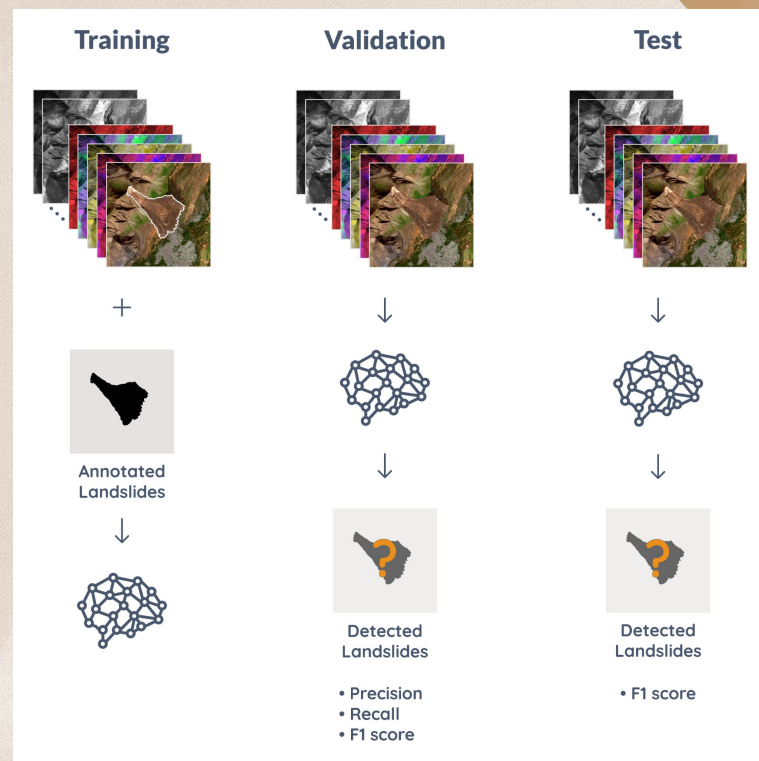 Training
Validation
Test
+
Annotated
Landslides
?
Detected
Landslides
• Precision
• Recall
• F1 score
?
Detected
Landslides
• F1 score